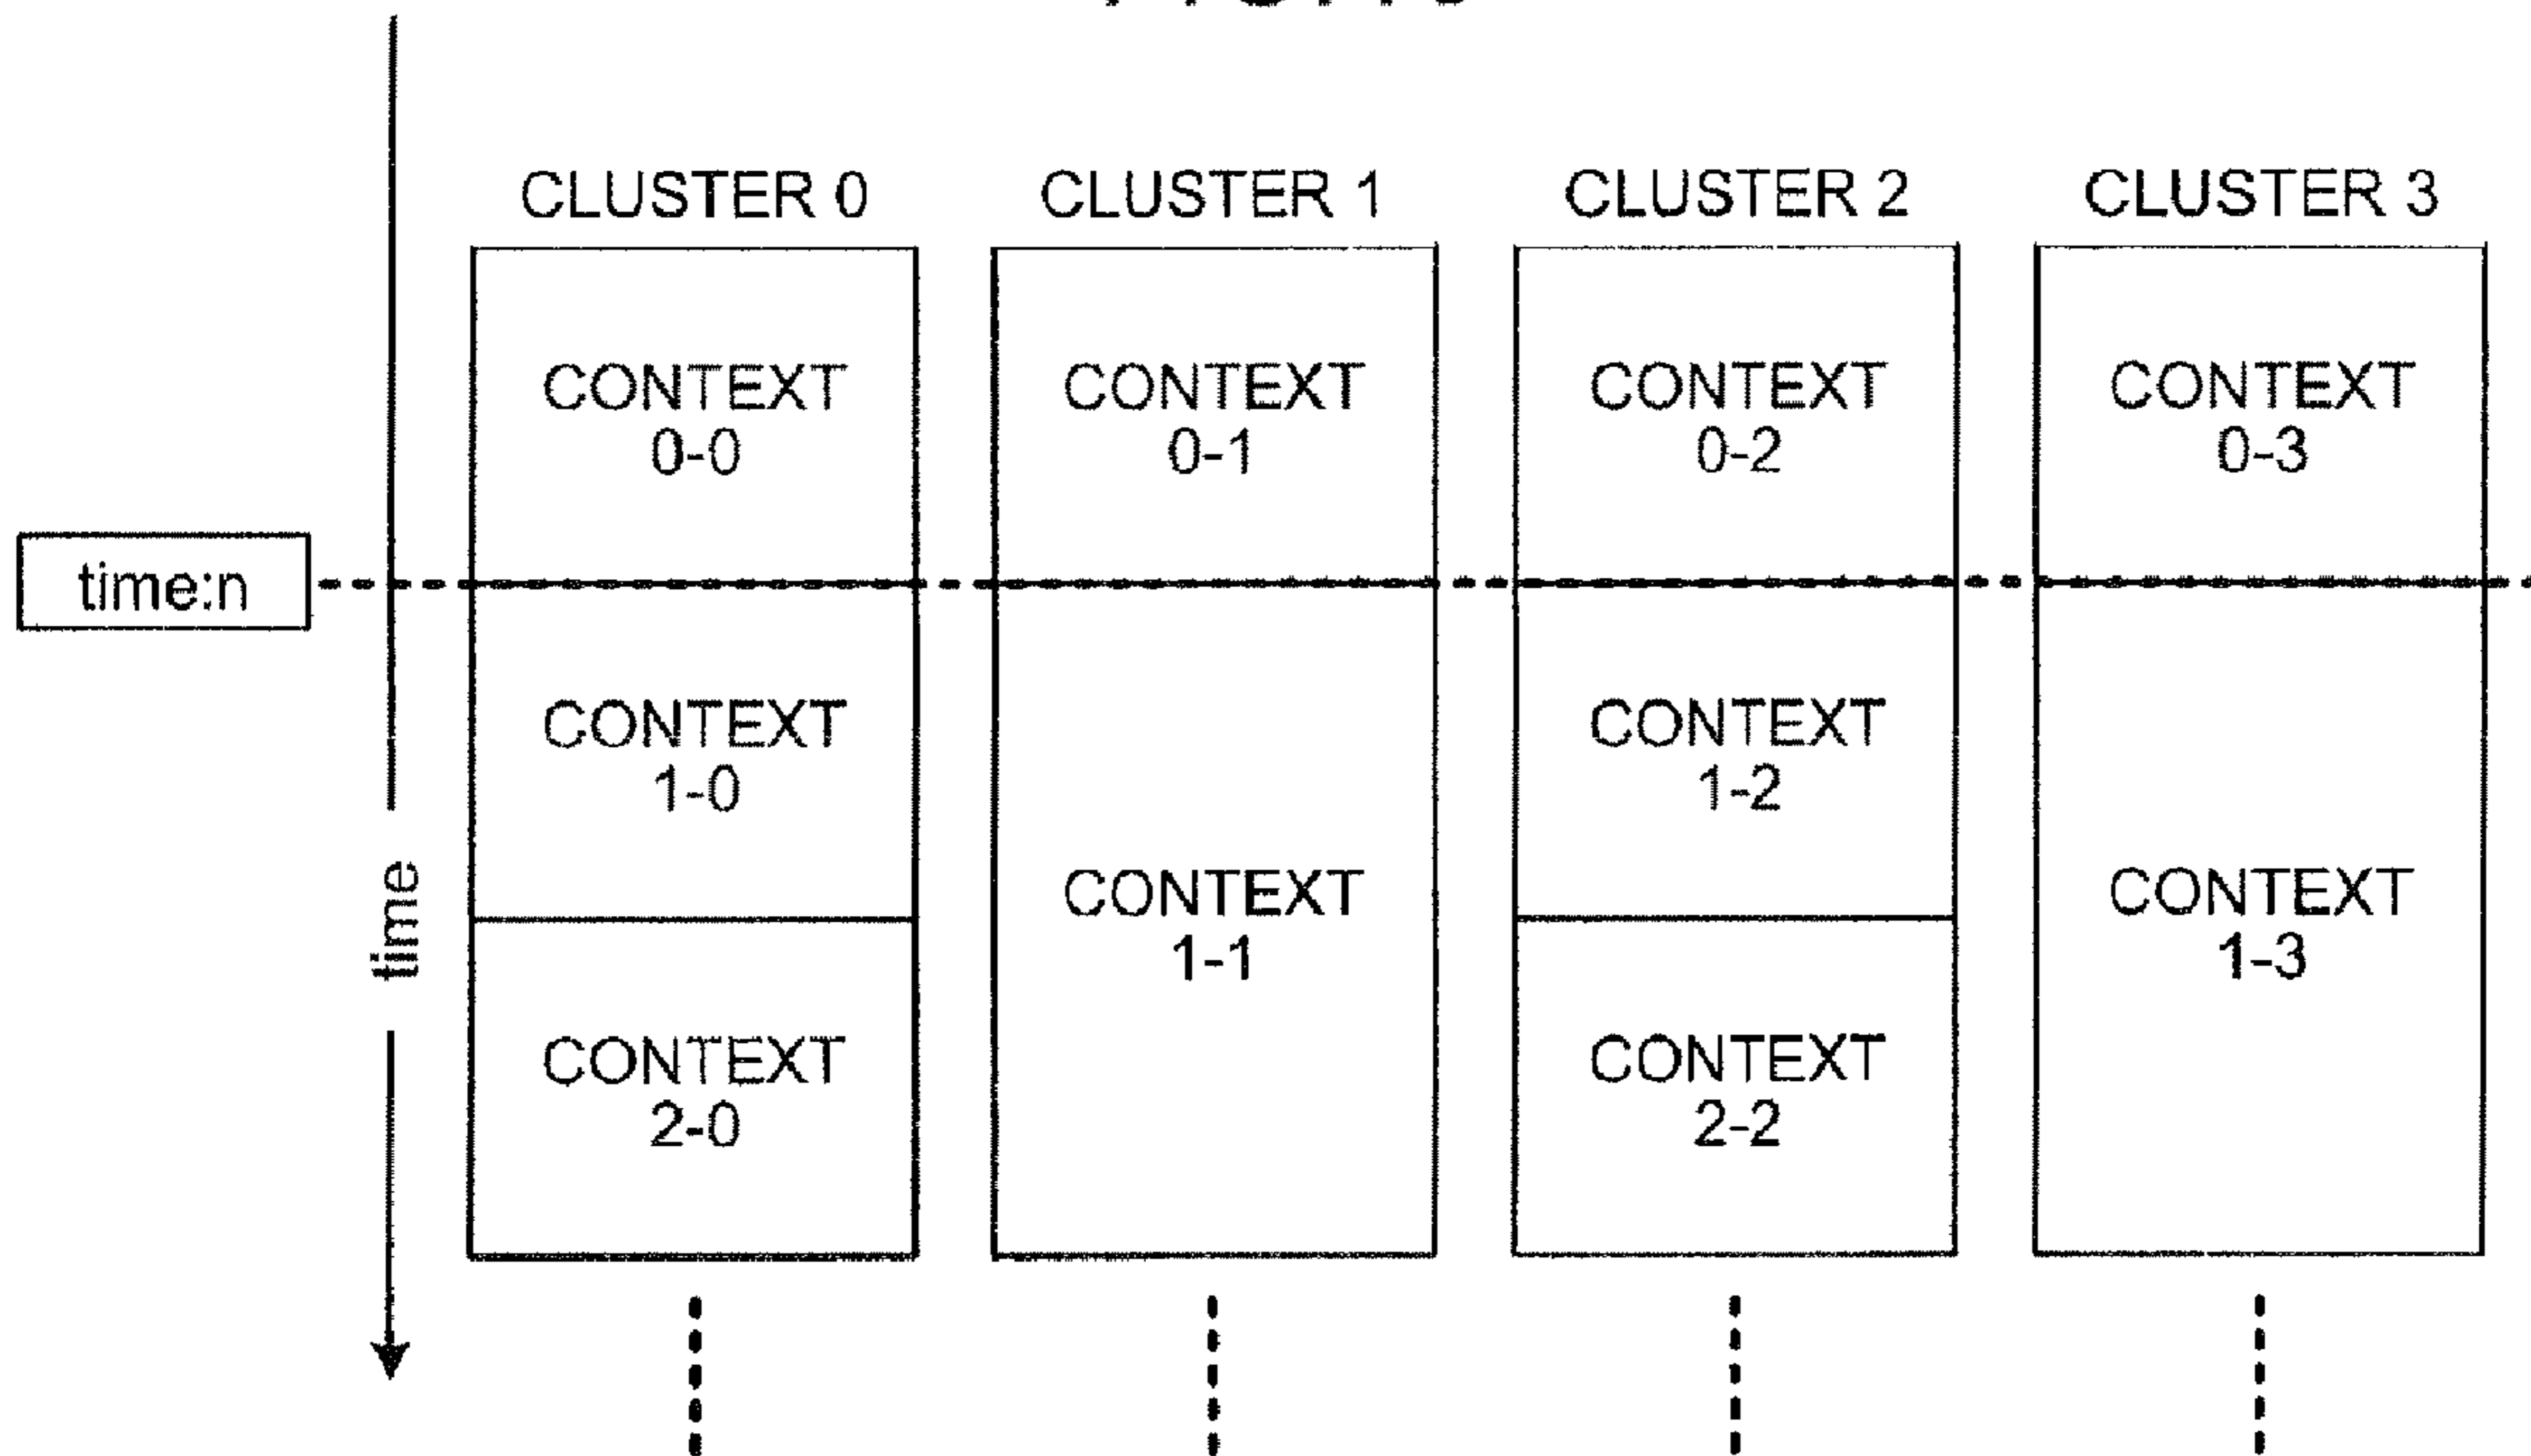 CLUSTER 0 CLUSTER 1 CLUSTER 2 CLUSTER 3
CONTEXT CONTEXT CONTEXT CONTEXT
0-0 0-1 0-2 0-3
time:n
CONTEXT CONTEXT
1-0 1-2
time
CONTEXT CONTEXT
1-1 1-3
CONTEXT CONTEXT
2-0 2-2